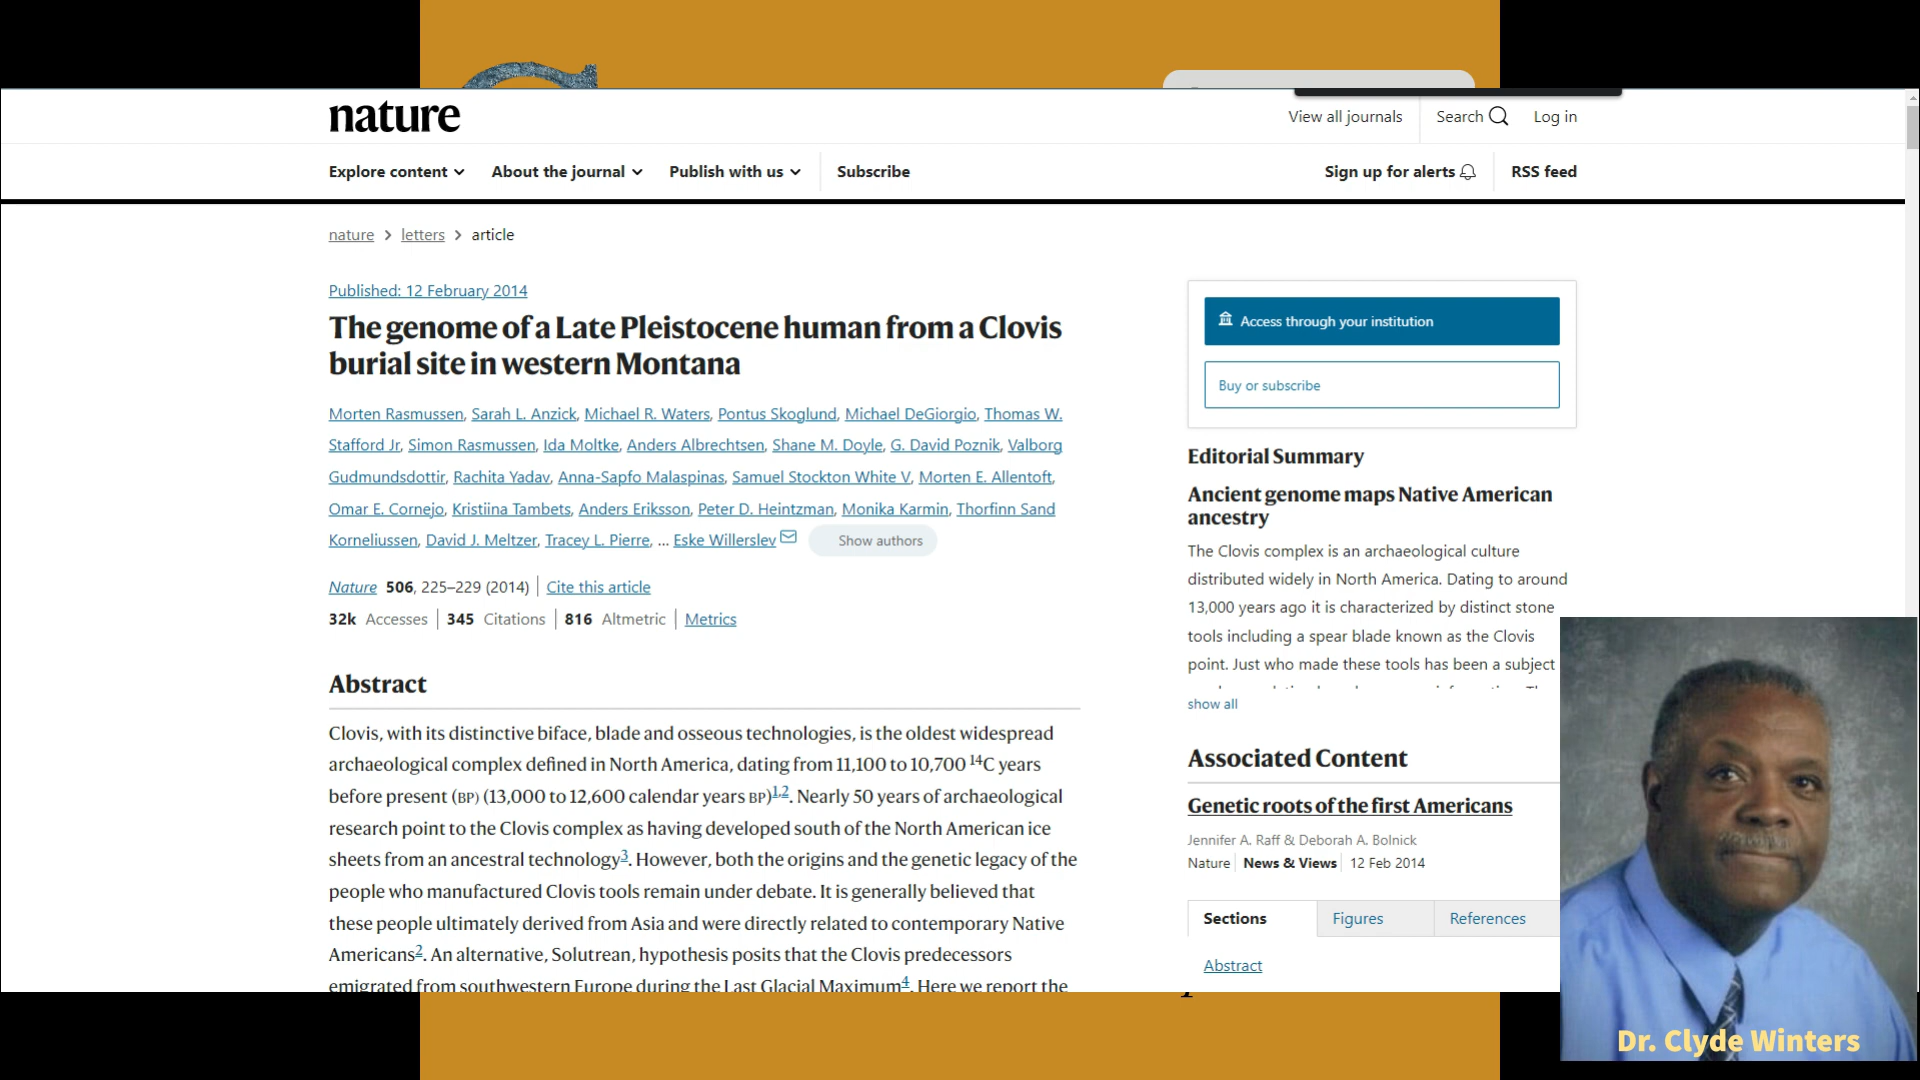 nature
View all journals
Search
Log in
Explore content
About the journal
Publish with us
Subscribe
Sign up for alerts
RSS feed
nature > letters > article
Published: 12 February 2014
The genome of a Late Pleistocene human from a Clovis
burial site in western Montana
Morten Rasmussen, Sarah L. Anzick, Michael R. Waters, Pontus Skoglund, Michael DeGiorgio, Thomas W.
Stafford Jr, Simon Rasmussen, Ida Moltke, Anders Albrechtsen, Shane M. Doyle, G. David Poznik, Valborg
Gudmundsdottir, Rachita Yadav, Anna-Sapfo Malaspinas, Samuel Stockton White V, Morten E. Allentoft,
Omar E. Cornejo, Kristiina Tambets, Anders Eriksson, Peter D. Heintzman, Monika Karmin, Thorfinn Sand
Korneliussen, David J. Meltzer, Tracey L. Pierre, ... Eske Willerslev
Show authors
Nature 506, 225–229 (2014) | Cite this article
32k Accesses | 345 Citations | 816 Altmetric | Metrics
Abstract
Clovis, with its distinctive biface, blade and osseous technologies, is the oldest widespread
archaeological complex defined in North America, dating from 11,100 to 10,700 14C years
before present (BP) (13,000 to 12,600 calendar years BP)1,2. Nearly 50 years of archaeological
research point to the Clovis complex as having developed south of the North American ice
sheets from an ancestral technology3. However, both the origins and the genetic legacy of the
people who manufactured Clovis tools remain under debate. It is generally believed that
these people ultimately derived from Asia and were directly related to contemporary Native
Americans2. An alternative, Solutrean, hypothesis posits that the Clovis predecessors
emigrated from southwestern Europe during the Last Glacial Maximum4. Here we report the
Access through your institution
Buy or subscribe
Editorial Summary
Ancient genome maps Native American
ancestry
The Clovis complex is an archaeological culture
distributed widely in North America. Dating to around
13,000 years ago it is characterized by distinct stone
tools including a spear blade known as the Clovis
point. Just who made these tools has been a subject
show all
Associated Content
Genetic roots of the first Americans
Jennifer A. Raff & Deborah A. Bolnick
Nature | News & Views | 12 Feb 2014
Sections
Figures
References
Abstract
Dr. Clyde Winters